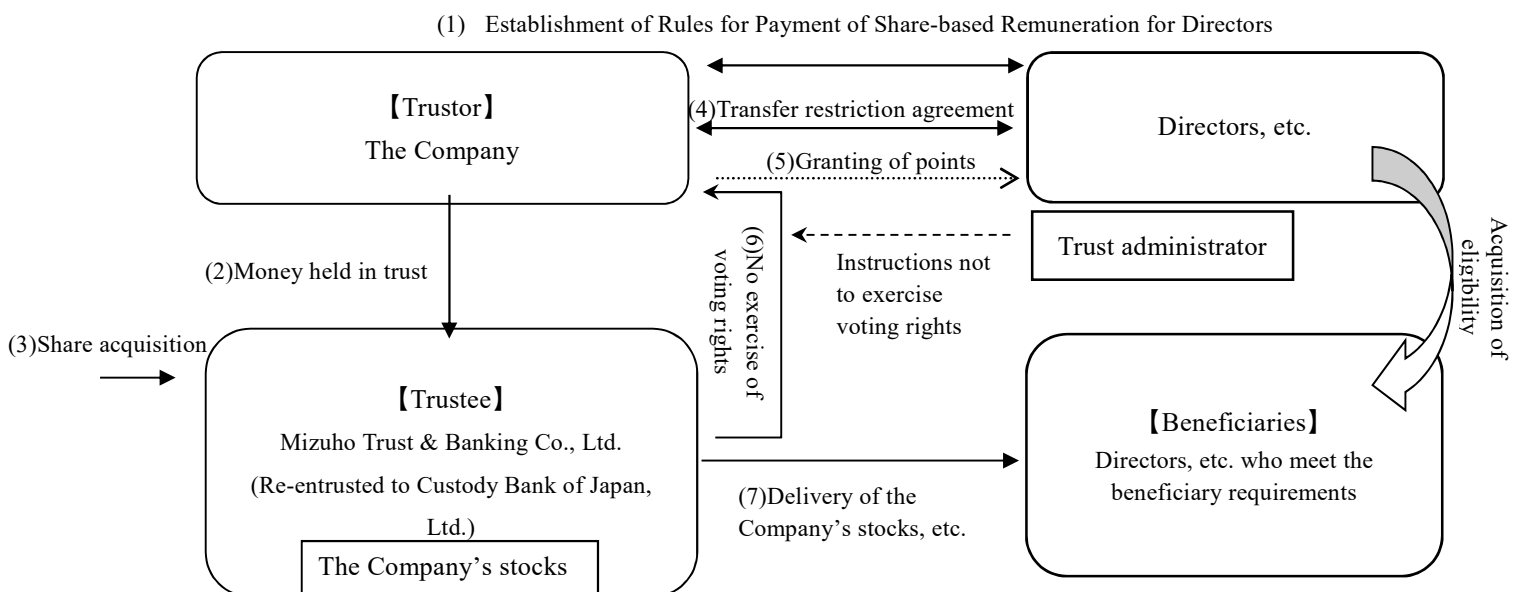 (1) Establishment of Rules for Payment of Share-based Remuneration for Directors
【Trustor】
The Company
(4)Transfer restriction agreement
Directors, etc.
(5)Granting of points
Trust administrator
(2)Money held in trust
(6)No exercise of
voting rights
Instructions not
to exercise
voting rights
Acquisition of
eligibility
(3)Share acquisition
【Trustee】
Mizuho Trust & Banking Co., Ltd.
(Re-entrusted to Custody Bank of Japan,
Ltd.)
The Company’s stocks
(7)Delivery of the
Company’s stocks, etc.
【Beneficiaries】
Directors, etc. who meet the
beneficiary requirements